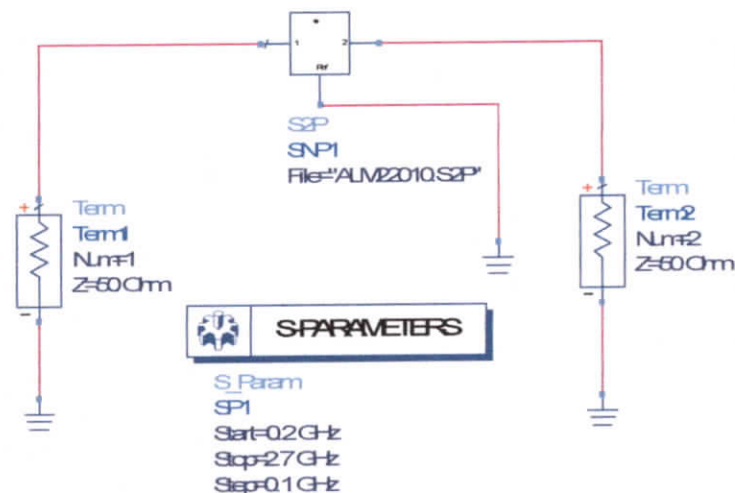 1
2
Ref
S2P
SNP1
File="ALM22010.S2P"
+
Term
Term1
Num=1
Z=50 Ohm
-
+
Term
Term2
Num=2
Z=50 Ohm
-
S-PARAMETERS
S_Param
SP1
Start=0.2 GHz
Stop=2.7 GHz
Step=0.1 GHz